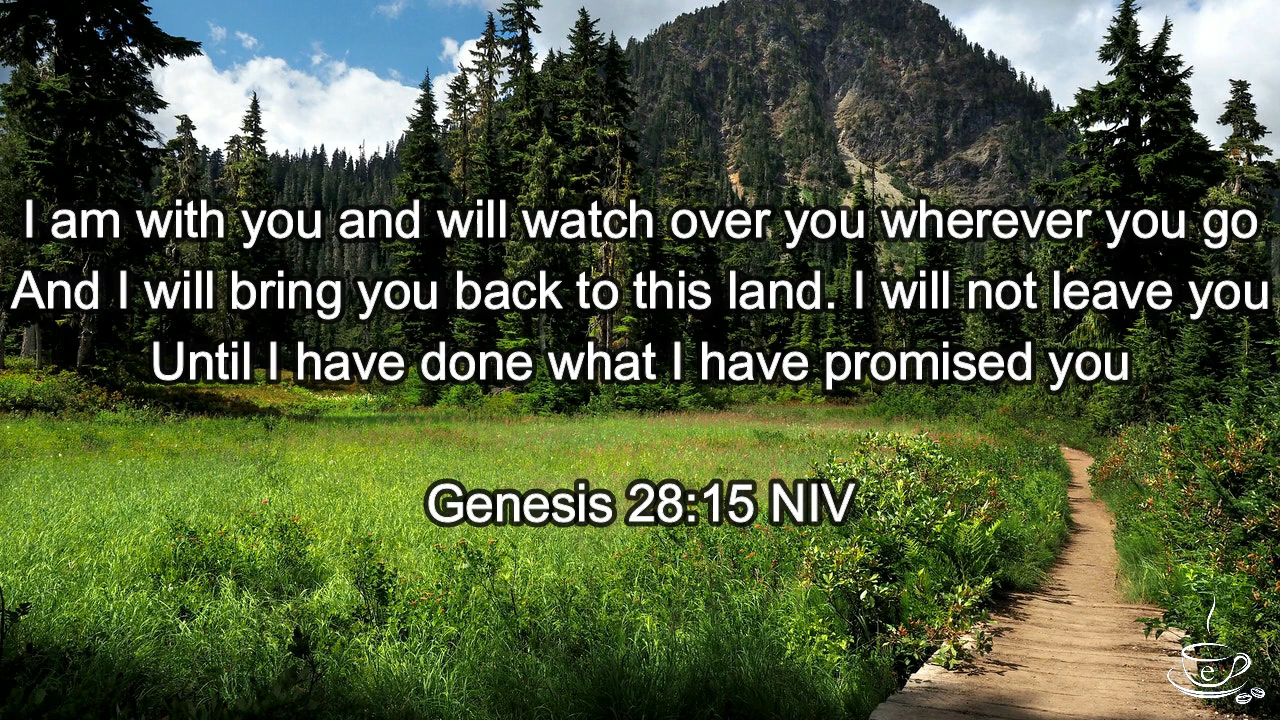 I am with you and will watch over you wherever you go
And I will bring you back to this land. I will not leave you
Until I have done what I have promised you
Genesis 28:15 NIV
e